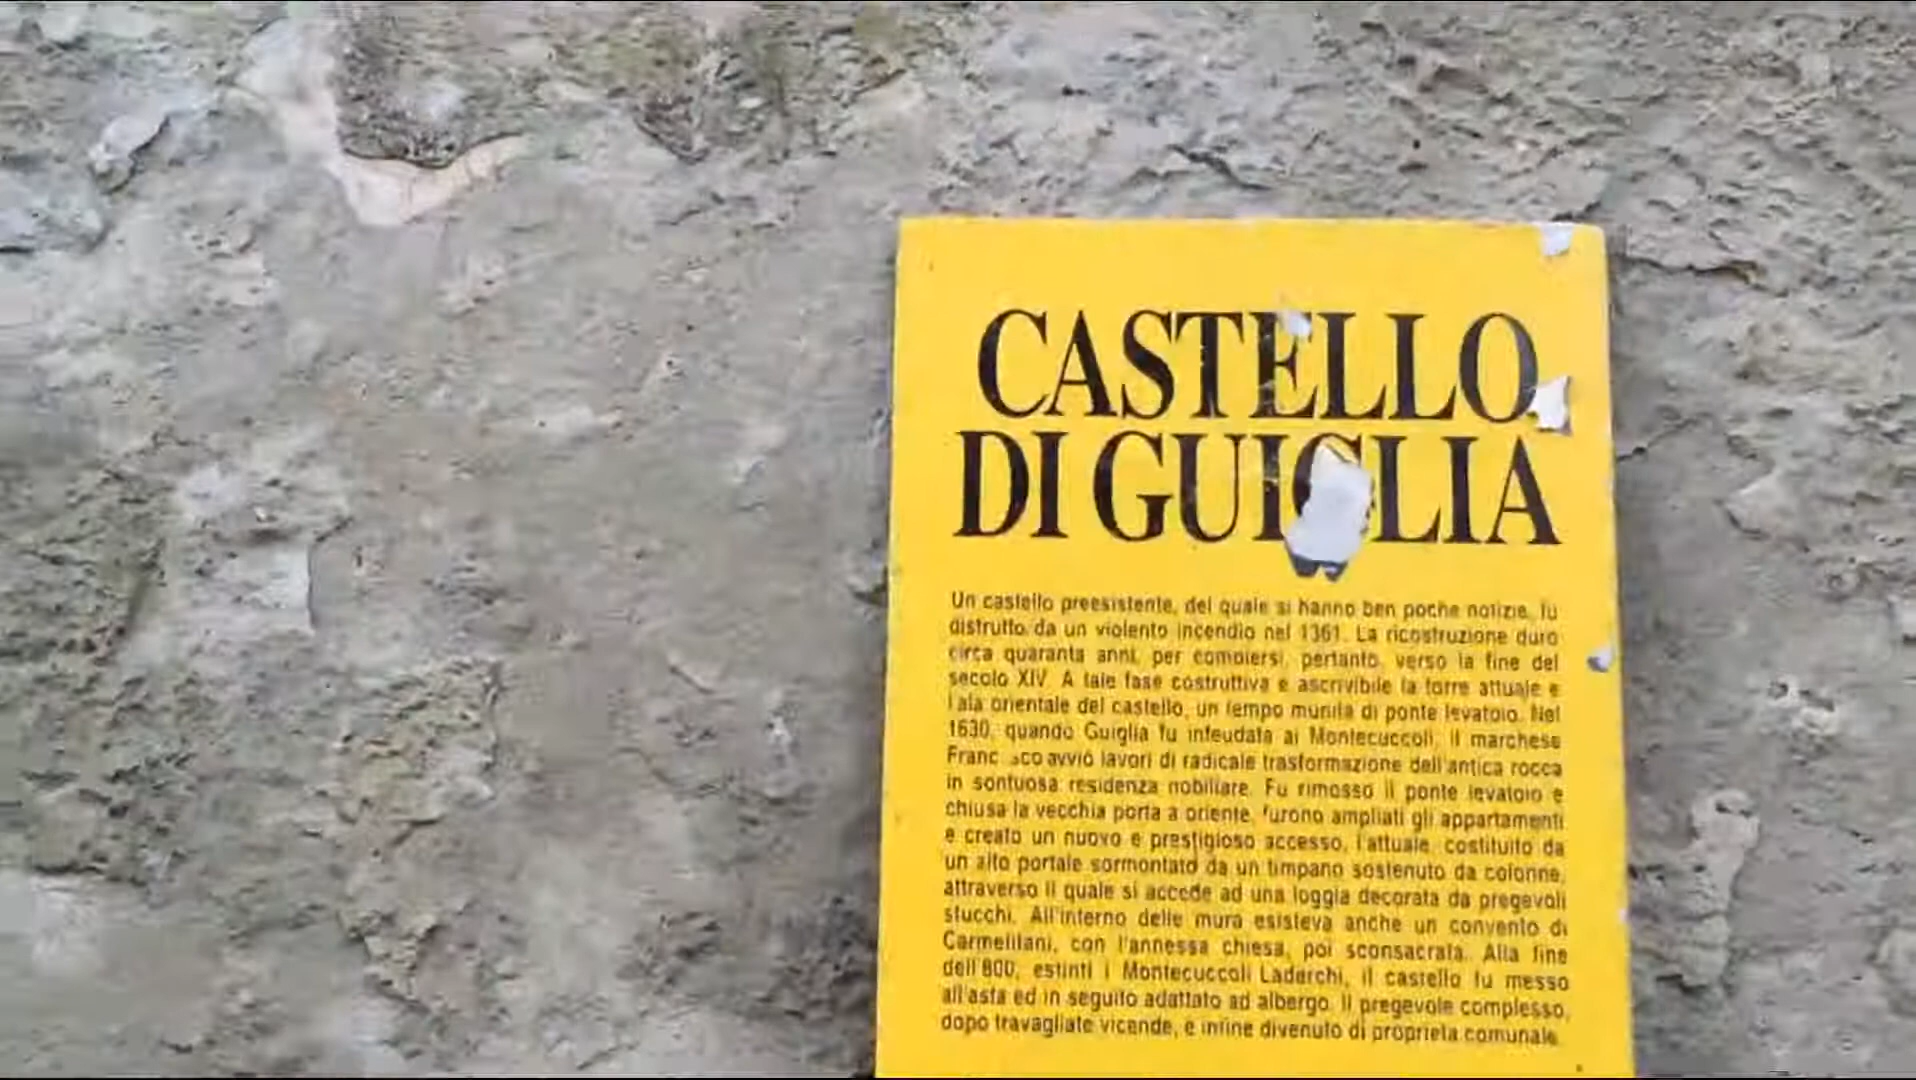 CASTELLO
DI GUIGLIA
Un castello preesistente, del quale si hanno ben poche notizie, fu
distrutto da un violento incendio nel 1361. La ricostruzione durò
circa quaranta anni, per compiersi, pertanto, verso la fine del
secolo XIV. A tale fase costruttiva è ascrivibile la torre attuale e
l'ala orientale del castello, un tempo munita di ponte levatoio. Nel
1630, quando Guiglia fu infeudata ai Montecuccoli, il marchese
Franc sco avviò lavori di radicale trasformazione dell'antica rocca
in sontuosa residenza nobiliare. Fu rimosso il ponte levatoio e
chiusa la vecchia porta a oriente, furono ampliati gli appartamenti
e creato un nuovo e prestigioso accesso, l'attuale, costituito da
un alto portale sormontato da un timpano sostenuto da colonne,
attraverso il quale si accede ad una loggia decorata da pregevoli
stucchi. All'interno delle mura esisteva anche un convento di
Carmelitani, con l'annessa chiesa, poi sconsacrata. Alla fine
dell'800, estinti i Montecuccoli Laderchi, il castello fu messo
all'asta ed in seguito adattato ad albergo. Il pregevole complesso,
dopo travagliate vicende, è infine divenuto di proprietà comunale.